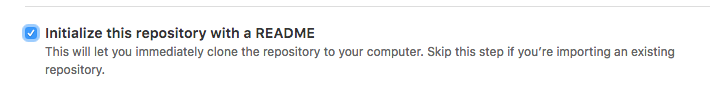 Initialize this repository with a README
This will let you immediately clone the repository to your computer. Skip this step if you’re importing an existing
repository.